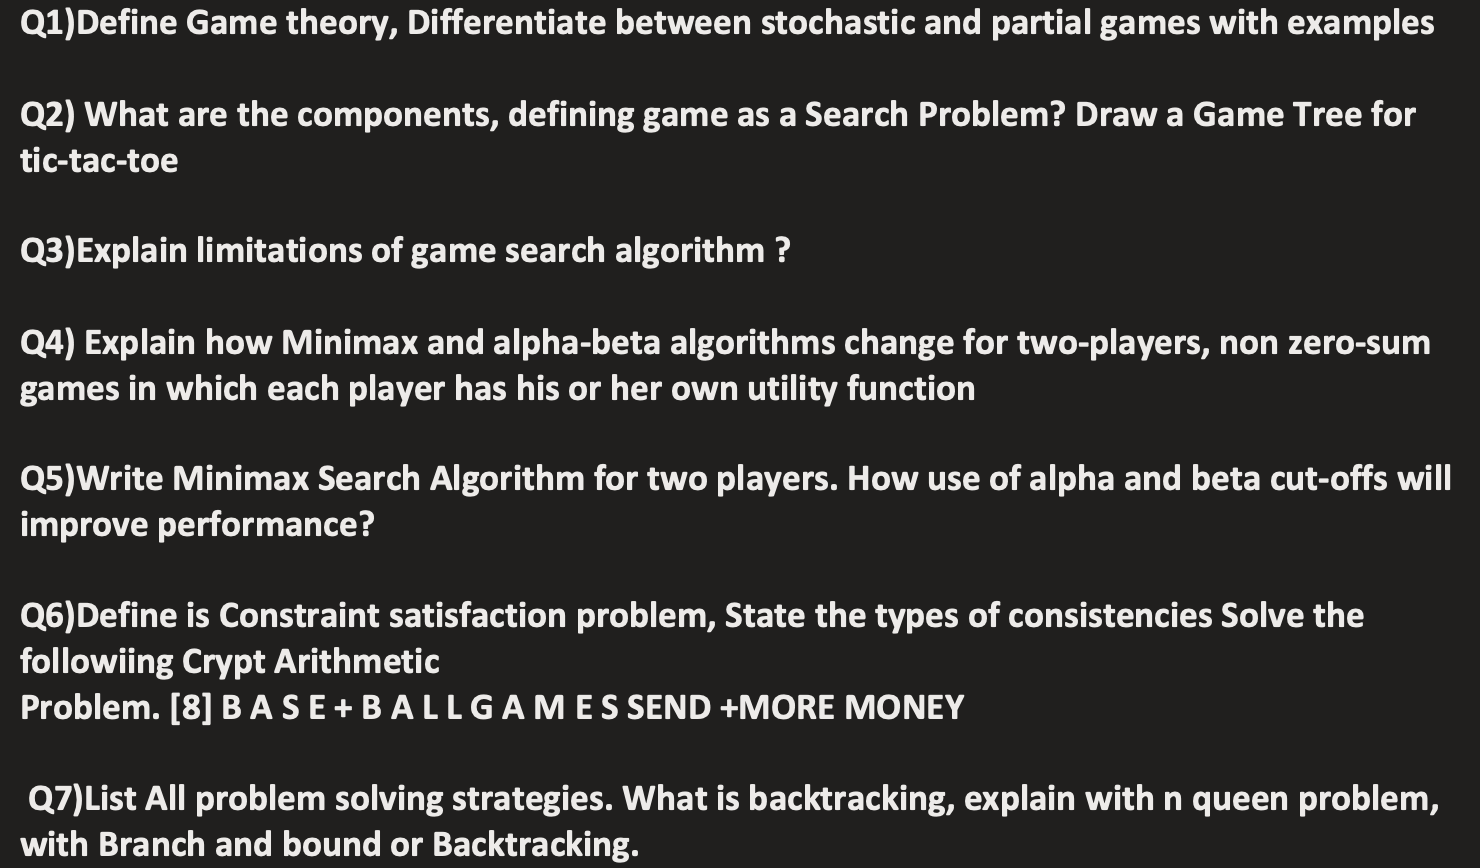 Q1)Define Game theory, Differentiate between stochastic and partial games with examples
Q2) What are the components, defining game as a Search Problem? Draw a Game Tree for
tic-tac-toe
Q3)Explain limitations of game search algorithm ?
Q4) Explain how Minimax and alpha-beta algorithms change for two-players, non zero-sum
games in which each player has his or her own utility function
Q5)Write Minimax Search Algorithm for two players. How use of alpha and beta cut-offs will
improve performance?
Q6)Define is Constraint satisfaction problem, State the types of consistencies Solve the
followiing Crypt Arithmetic
Problem. [8] B A S E + B A L L G A M E S SEND +MORE MONEY
Q7)List All problem solving strategies. What is backtracking, explain with n queen problem,
with Branch and bound or Backtracking.